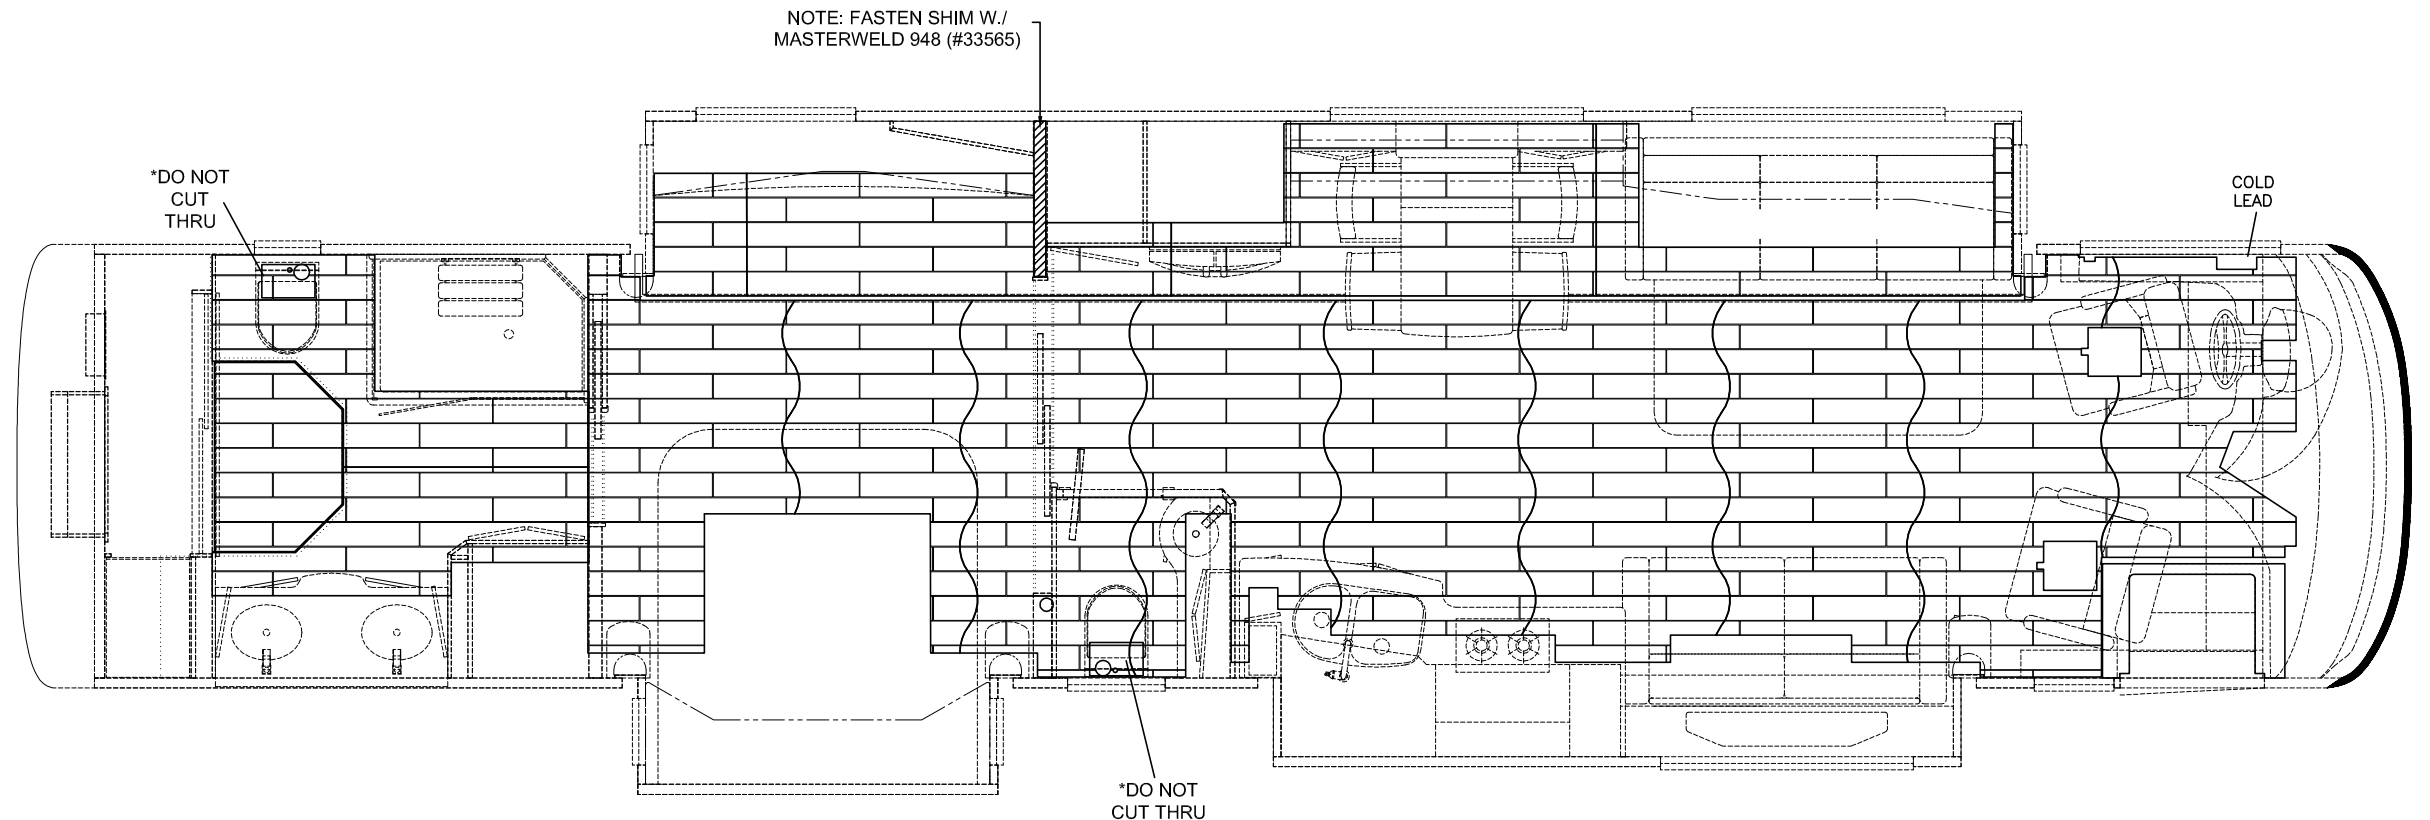 NOTE: FASTEN SHIM W./
MASTERWELD 948 (#33565)
*DO NOT
CUT
THRU
COLD
LEAD
*DO NOT
CUT THRU